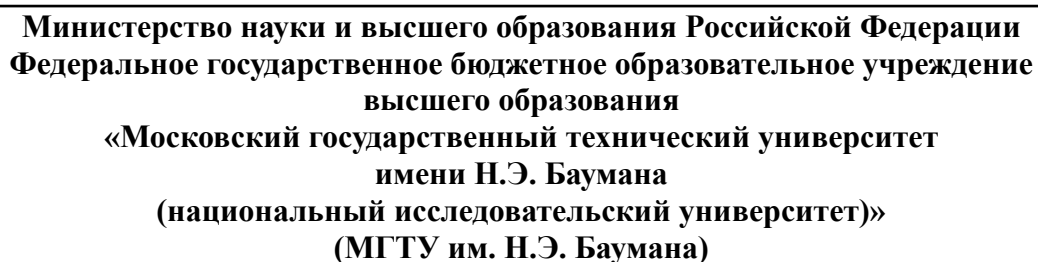 Министерство науки и высшего образования Российской Федерации
Федеральное государственное бюджетное образовательное учреждение
высшего образования
«Московский государственный технический университет
имени Н.Э. Баумана
(национальный исследовательский университет)»
(МГТУ им. Н.Э. Баумана)